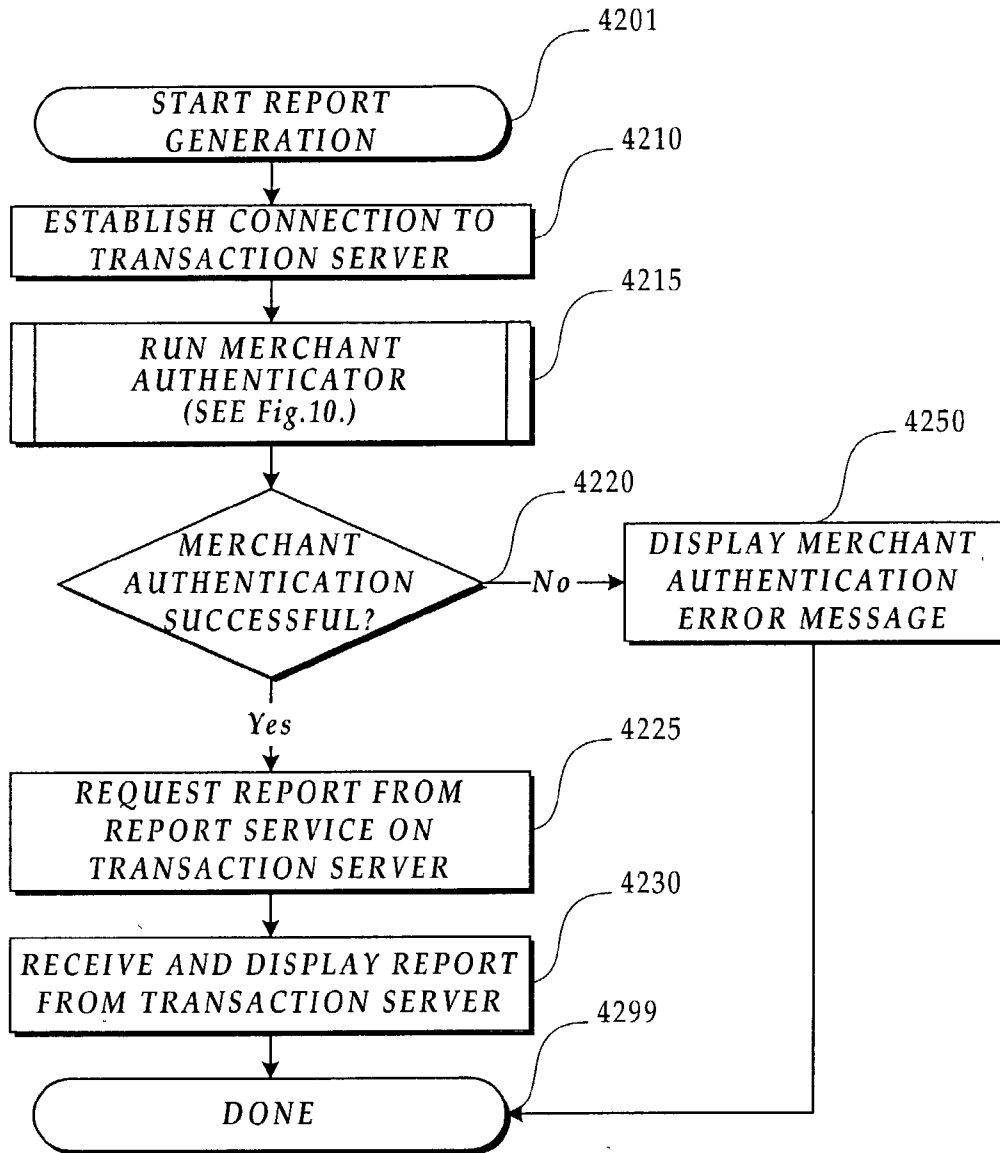 4201
START REPORT
GENERATION
4210
ESTABLISH CONNECTION TO
TRANSACTION SERVER
4215
RUN MERCHANT
AUTHENTICATOR
(SEE Fig.10.)
4220
MERCHANT
AUTHENTICATION
SUCCESSFUL?
No
4250
DISPLAY MERCHANT
AUTHENTICATION
ERROR MESSAGE
Yes
4225
REQUEST REPORT FROM
REPORT SERVICE ON
TRANSACTION SERVER
4230
RECEIVE AND DISPLAY REPORT
FROM TRANSACTION SERVER
4299
DONE